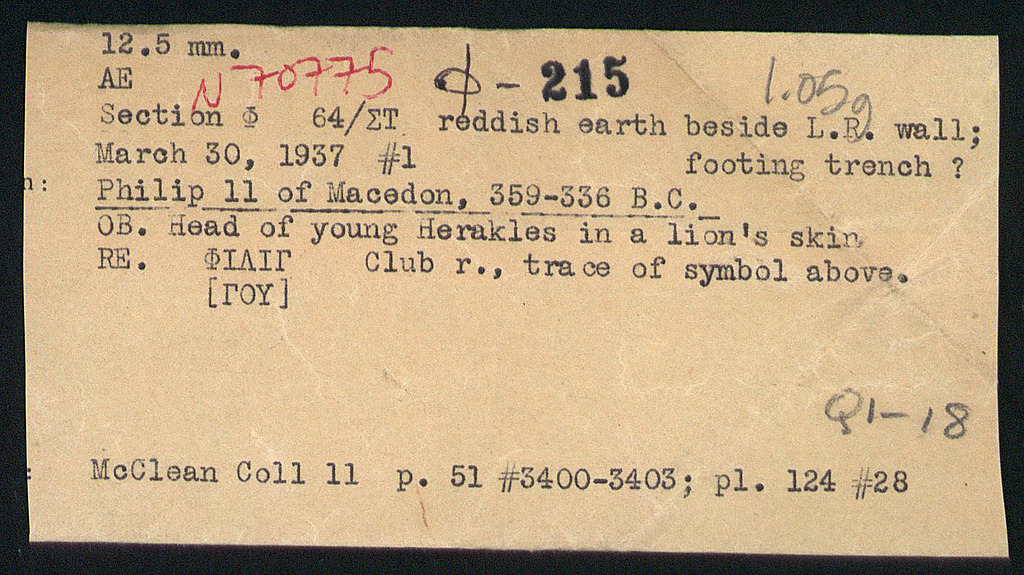 12.5 mm.
AE N 70775 ϕ - 215 1.05g
Section Φ 64/ΣΤ reddish earth beside L.R. wall;
March 30, 1937 #1 footing trench ?
n: Philip 11 of Macedon, 359-336 B.C.
OB. Head of young Herakles in a lion's skin
RE. ΦΙΛΙΓ Club r., trace of symbol above.
[ΓΟΥ]
Q1-18
: McClean Coll 11 p. 51 #3400-3403; pl. 124 #28